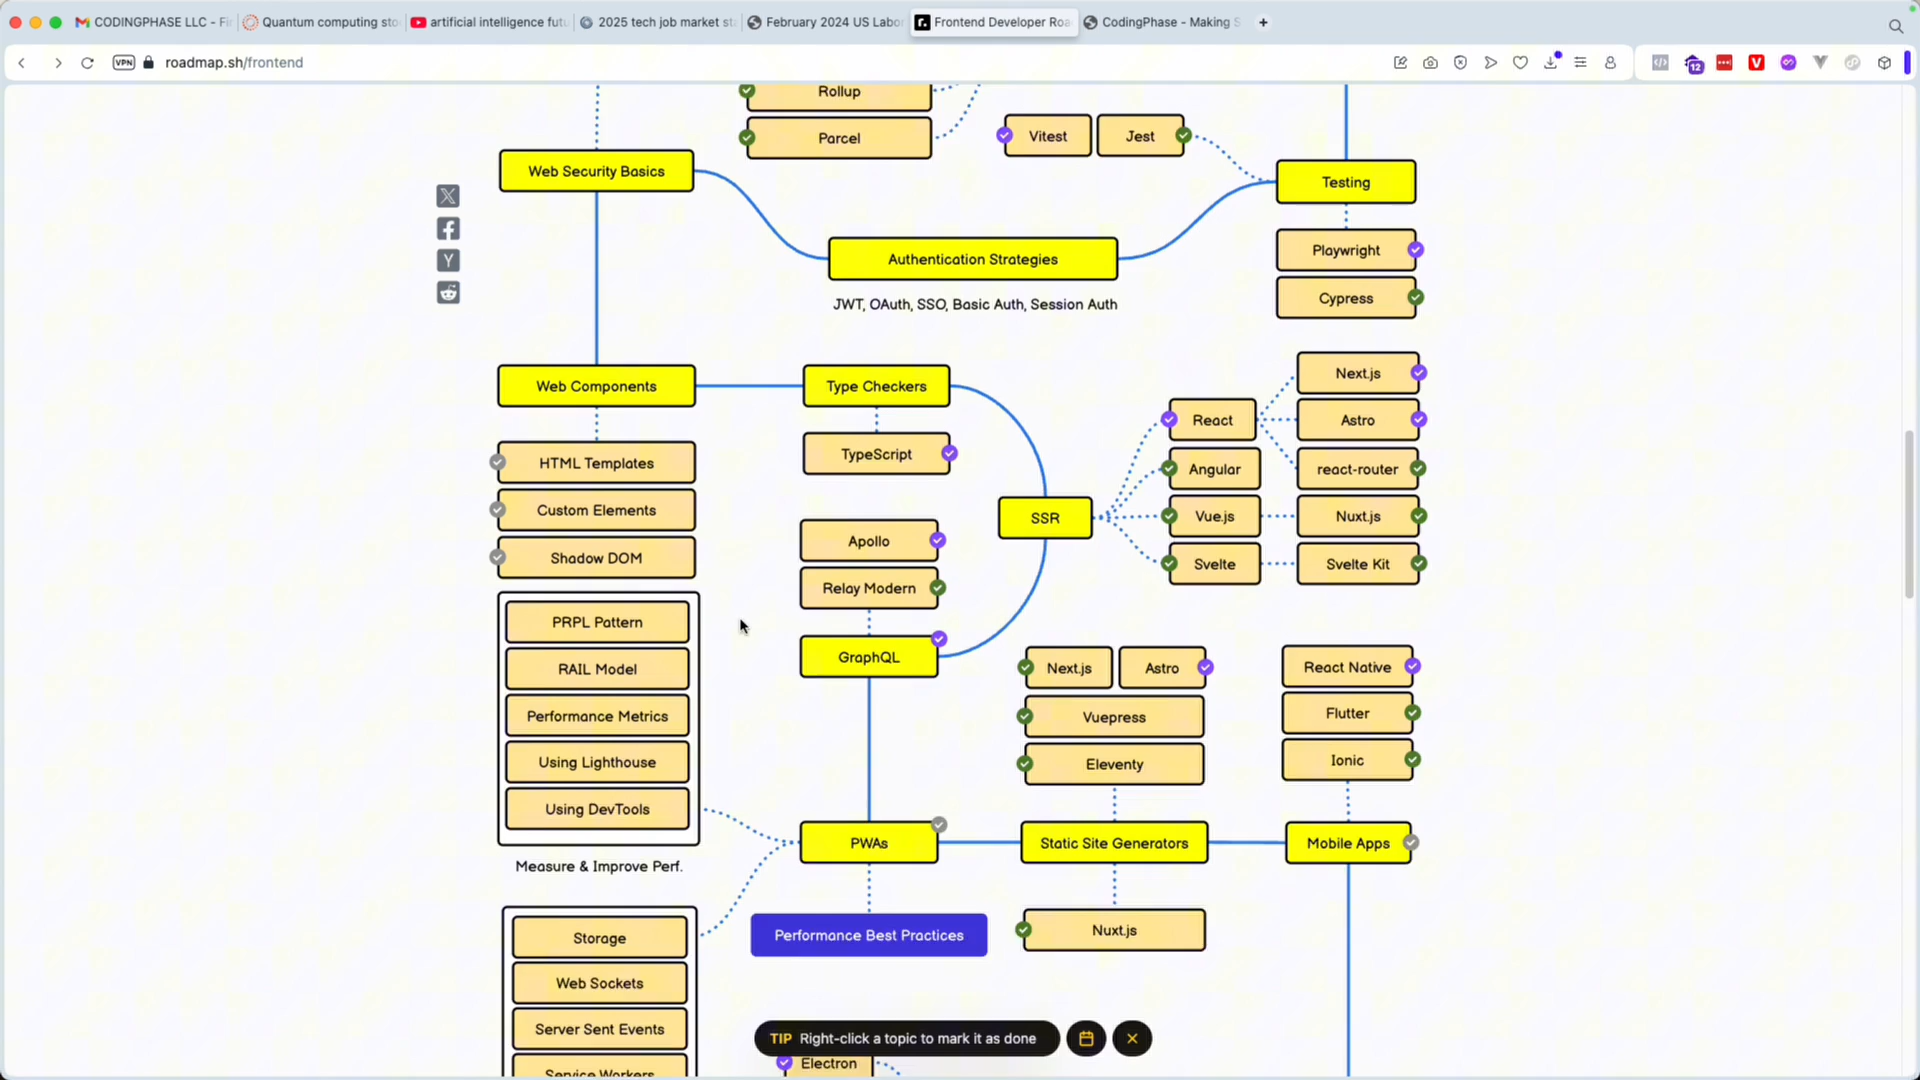 CODINGPHASE LLC - Fi
Quantum computing sto
artificial intelligence futu
2025 tech job market st
February 2024 US Labor
Frontend Developer Roa
CodingPhase - Making S
VPN
roadmap.sh/frontend
12
V
Rollup
Parcel
Vitest
Jest
Web Security Basics
Testing
X
Y
Authentication Strategies
JWT, OAuth, SSO, Basic Auth, Session Auth
Playwright
Cypress
Web Components
Type Checkers
TypeScript
HTML Templates
Custom Elements
Shadow DOM
Apollo
Relay Modern
GraphQL
SSR
React
Angular
Vue.js
Svelte
Next.js
Astro
react-router
Nuxt.js
Svelte Kit
PRPL Pattern
RAIL Model
Performance Metrics
Using Lighthouse
Using DevTools
Measure & Improve Perf.
Next.js
Astro
Vuepress
Eleventy
React Native
Flutter
Ionic
PWAs
Static Site Generators
Mobile Apps
Performance Best Practices
Nuxt.js
Storage
Web Sockets
Server Sent Events
Service Workers
TIP Right-click a topic to mark it as done
Electron